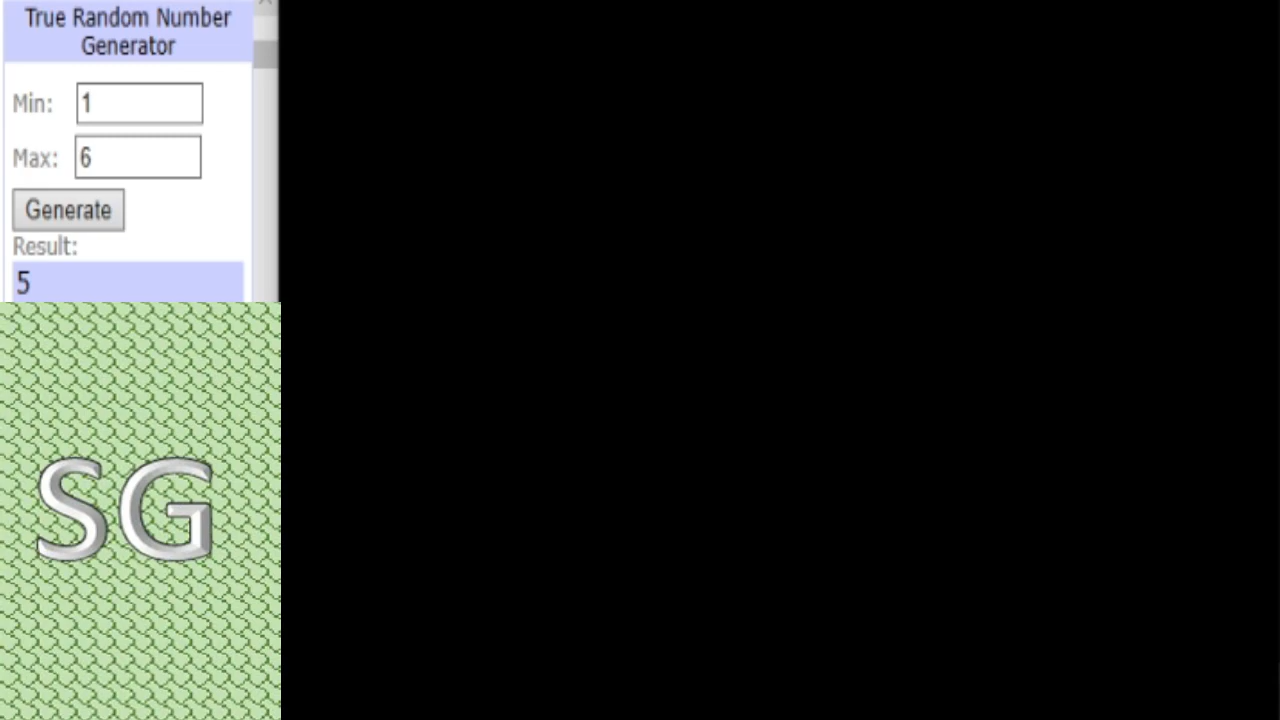 True Random Number
Generator
Min: 1
Max: 6
Generate
Result:
5
SG